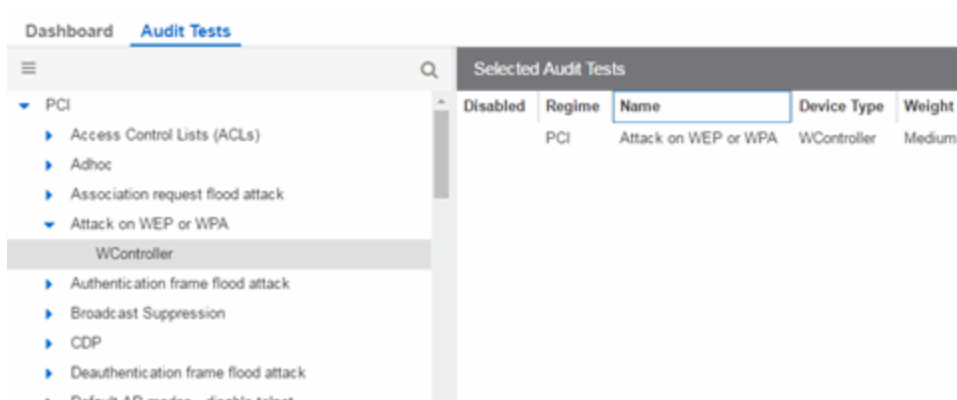 Dashboard Audit Tests
Selected Audit Tests
PCI
Access Control Lists (ACLs)
Adhoc
Association request flood attack
Attack on WEP or WPA
WController
Authentication frame flood attack
Broadcast Suppression
CDP
Deauthentication frame flood attack
Disabled Regime Name Device Type Weight
PCI Attack on WEP or WPA WController Medium